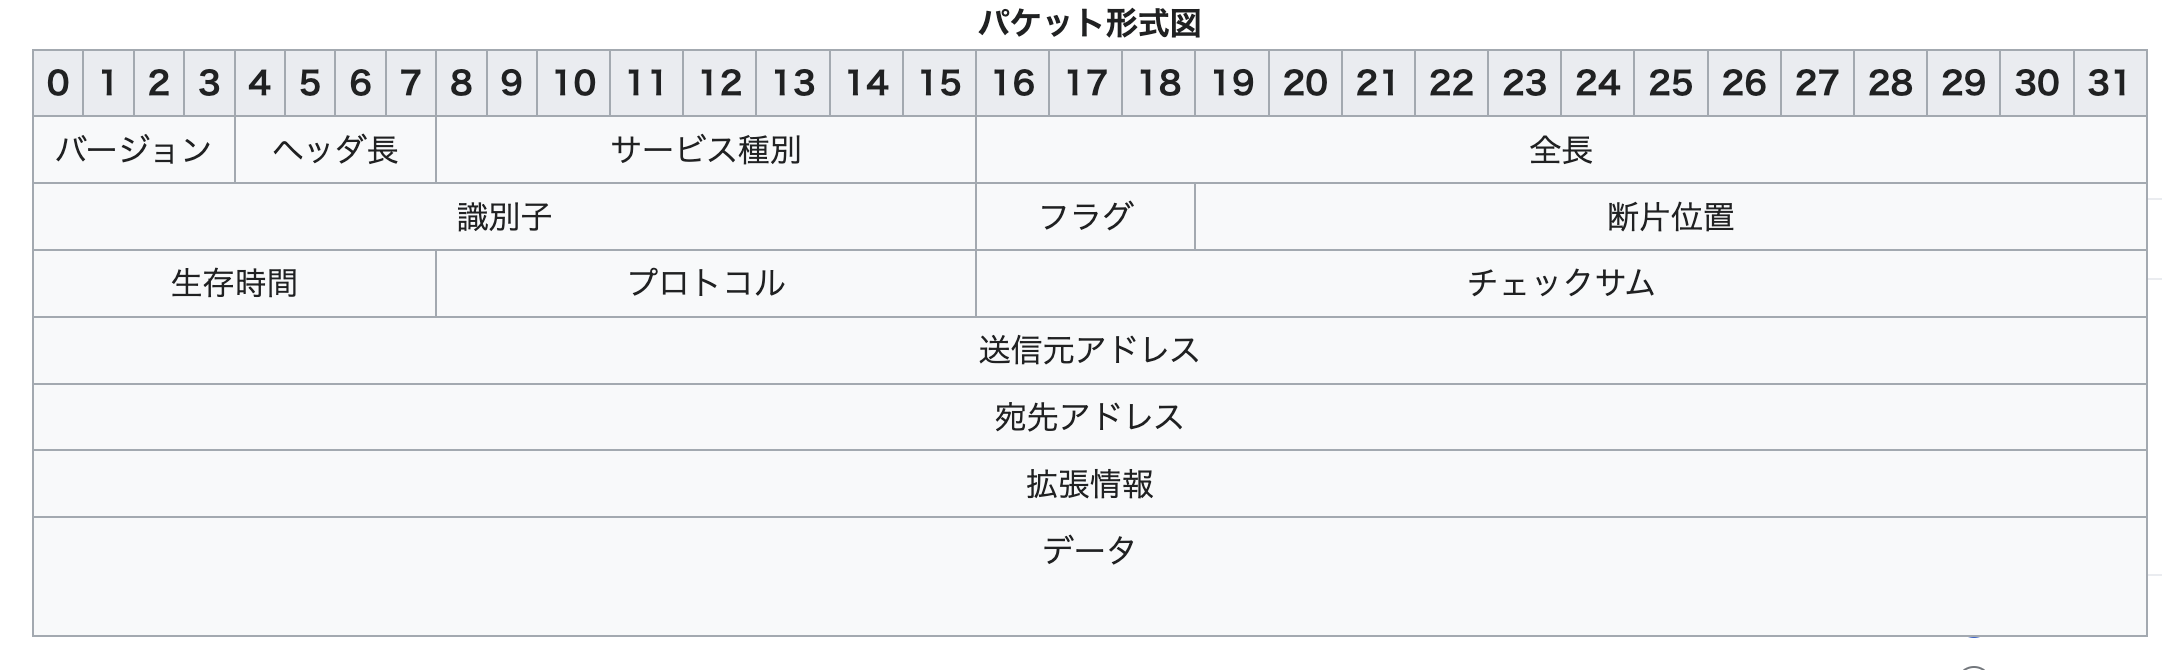 パケット形式図
0 1 2 3 4 5 6 7 8 9 10 11 12 13 14 15 16 17 18 19 20 21 22 23 24 25 26 27 28 29 30 31
バージョン ヘッダ長 サービス種別 全長
識別子 フラグ 断片位置
生存時間 プロトコル チェックサム
送信元アドレス
宛先アドレス
拡張情報
データ